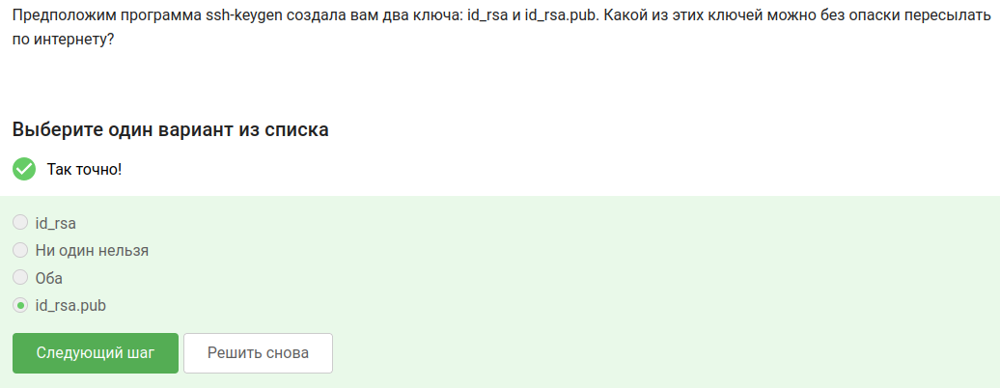 Предположим программа ssh-keygen создала вам два ключа: id_rsa и id_rsa.pub. Какой из этих ключей можно без опаски пересылать
по интернету?
Выберите один вариант из списка
Так точно!
id_rsa
Ни один нельзя
Оба
id_rsa.pub
Следующий шаг
Решить снова